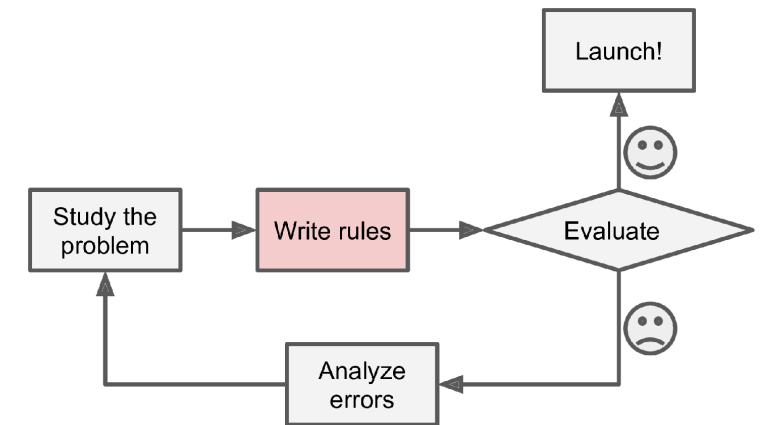 Launch!
Study the
problem
Write rules
Evaluate
Analyze
errors